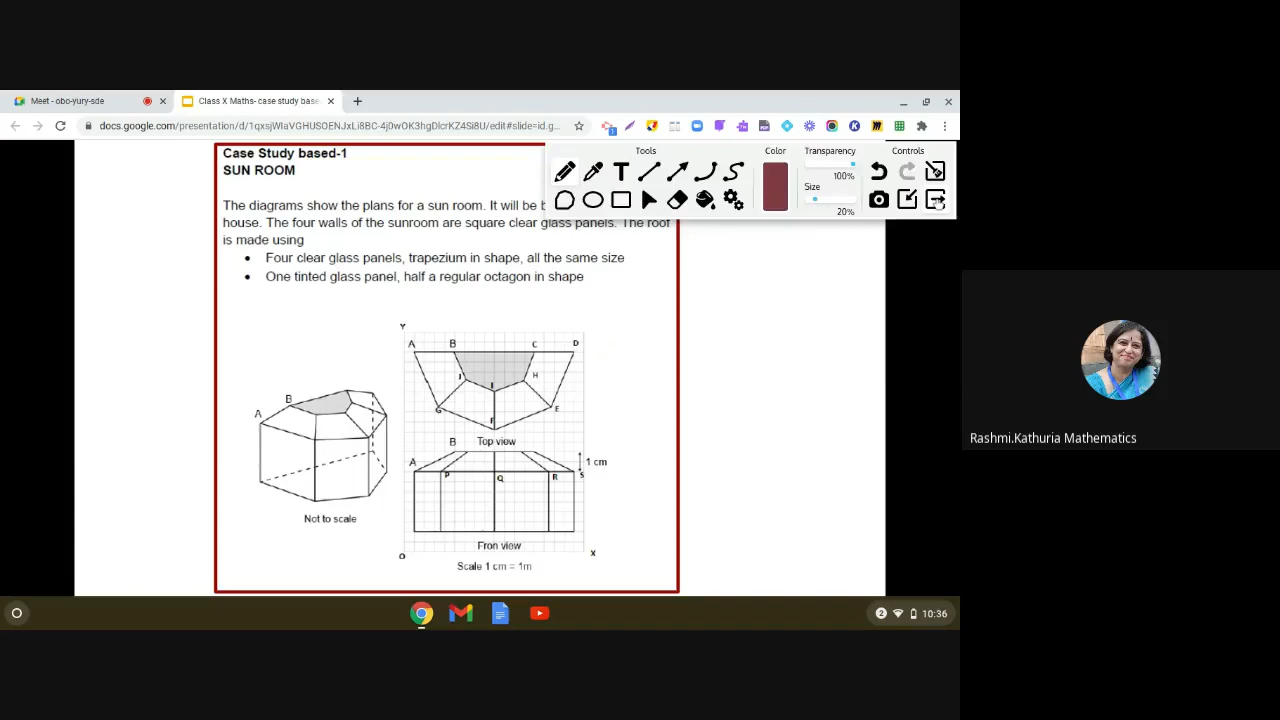 Meet - obo-yury-sde
Class X Maths- case study base
docs.google.com/presentation/d/1qxsjWIaVGHUSOENJxLi8BC-4j0wOK3hgDlcrKZ4Si8U/edit#slide=id.g...
Tools
Color
Transparency
Controls
100%
Size
20%
Case Study based-1
SUN ROOM
The diagrams show the plans for a sun room. It will be b
house. The four walls of the sunroom are square clear glass panels. The roof
is made using
• Four clear glass panels, trapezium in shape, all the same size
• One tinted glass panel, half a regular octagon in shape
Y
A B C D
J I H
G F E
Top view
B
A
1 cm
P Q R S
Fron view
O X
Scale 1 cm = 1m
B
A
Not to scale
Rashmi.Kathuria Mathematics
2
10:36